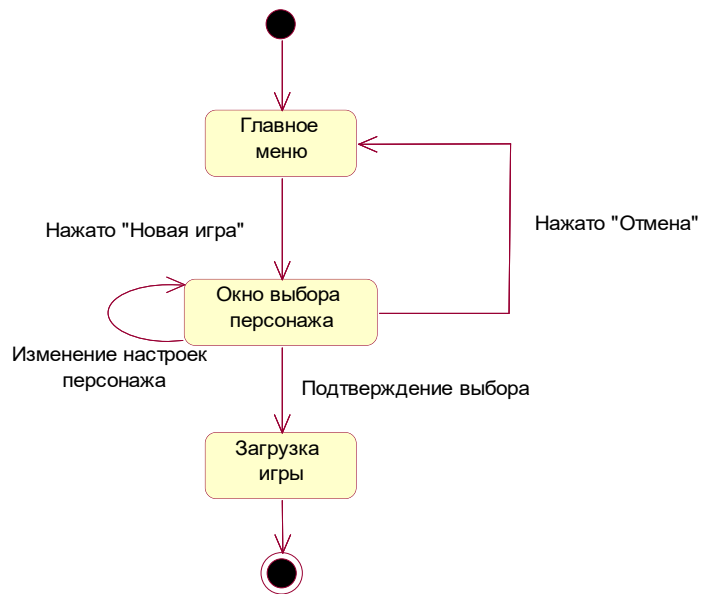 Главное
меню
Нажато "Новая игра"
Нажато "Отмена"
Окно выбора
персонажа
Изменение настроек
персонажа
Подтверждение выбора
Загрузка
игры